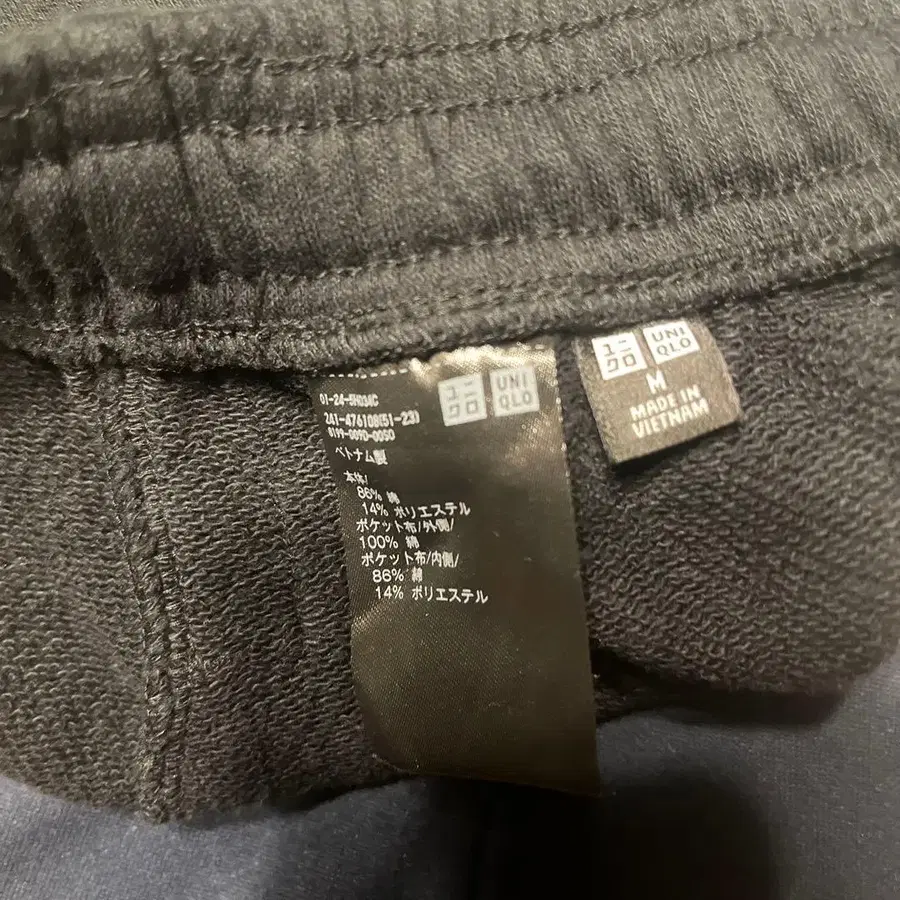 01-24-5H034C
241-476108(51-23)
8199-009D-00SO
ベトナム製
本体/
86% 綿
14% ポリエステル
ポケット布/外側/
100% 綿
ポケット布/内側/
86% 綿
14% ポリエステル
ユニ
クロ
UNI
QLO
ユニ
クロ
UNI
QLO
M
MADE IN
VIETNAM